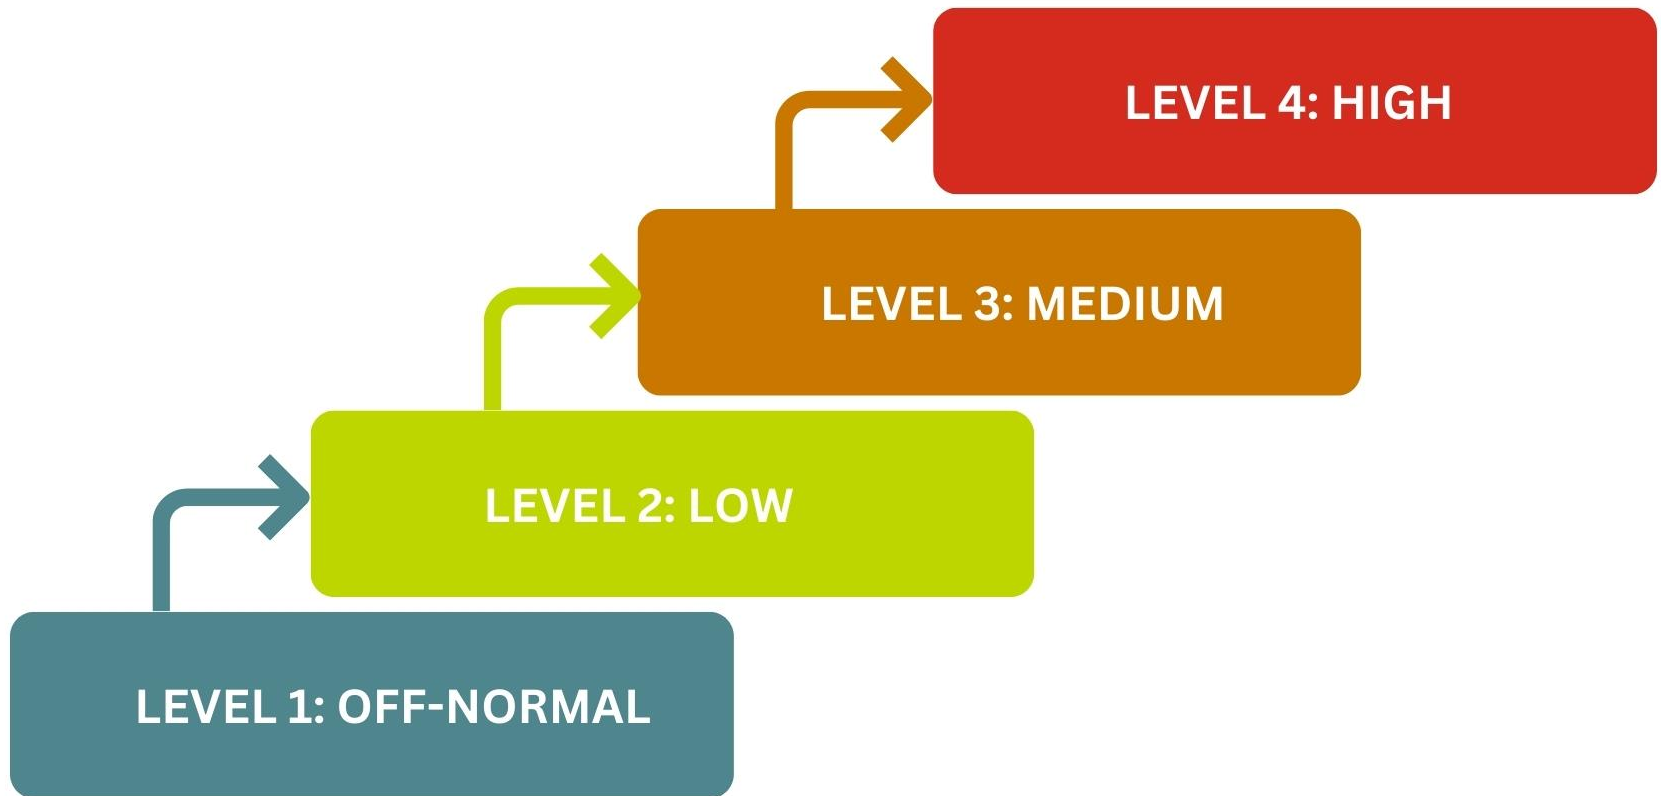 LEVEL 4: HIGH
LEVEL 3: MEDIUM
LEVEL 2: LOW
LEVEL 1: OFF-NORMAL